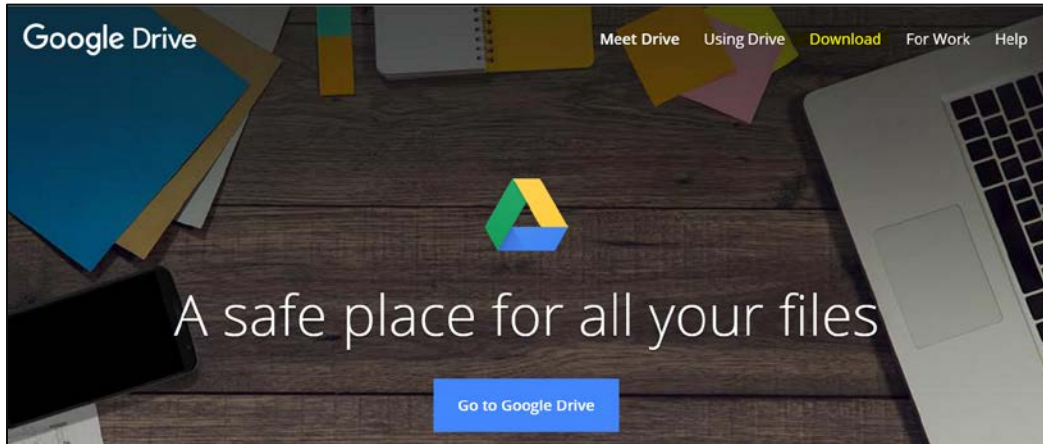 Google Drive
Meet Drive Using Drive Download For Work Help
A safe place for all your files
Go to Google Drive